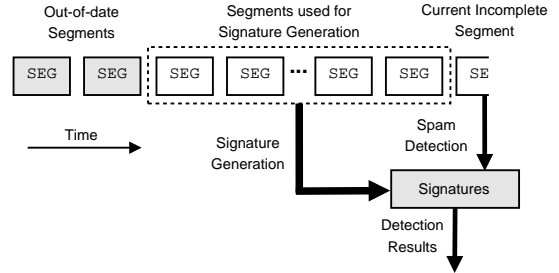 Out-of-date
Segments
Segments used for
Signature Generation
Current Incomplete
Segment
SEG SEG SEG SEG ... SEG SEG SE
Time
Signature
Generation
Spam
Detection
Signatures
Detection
Results